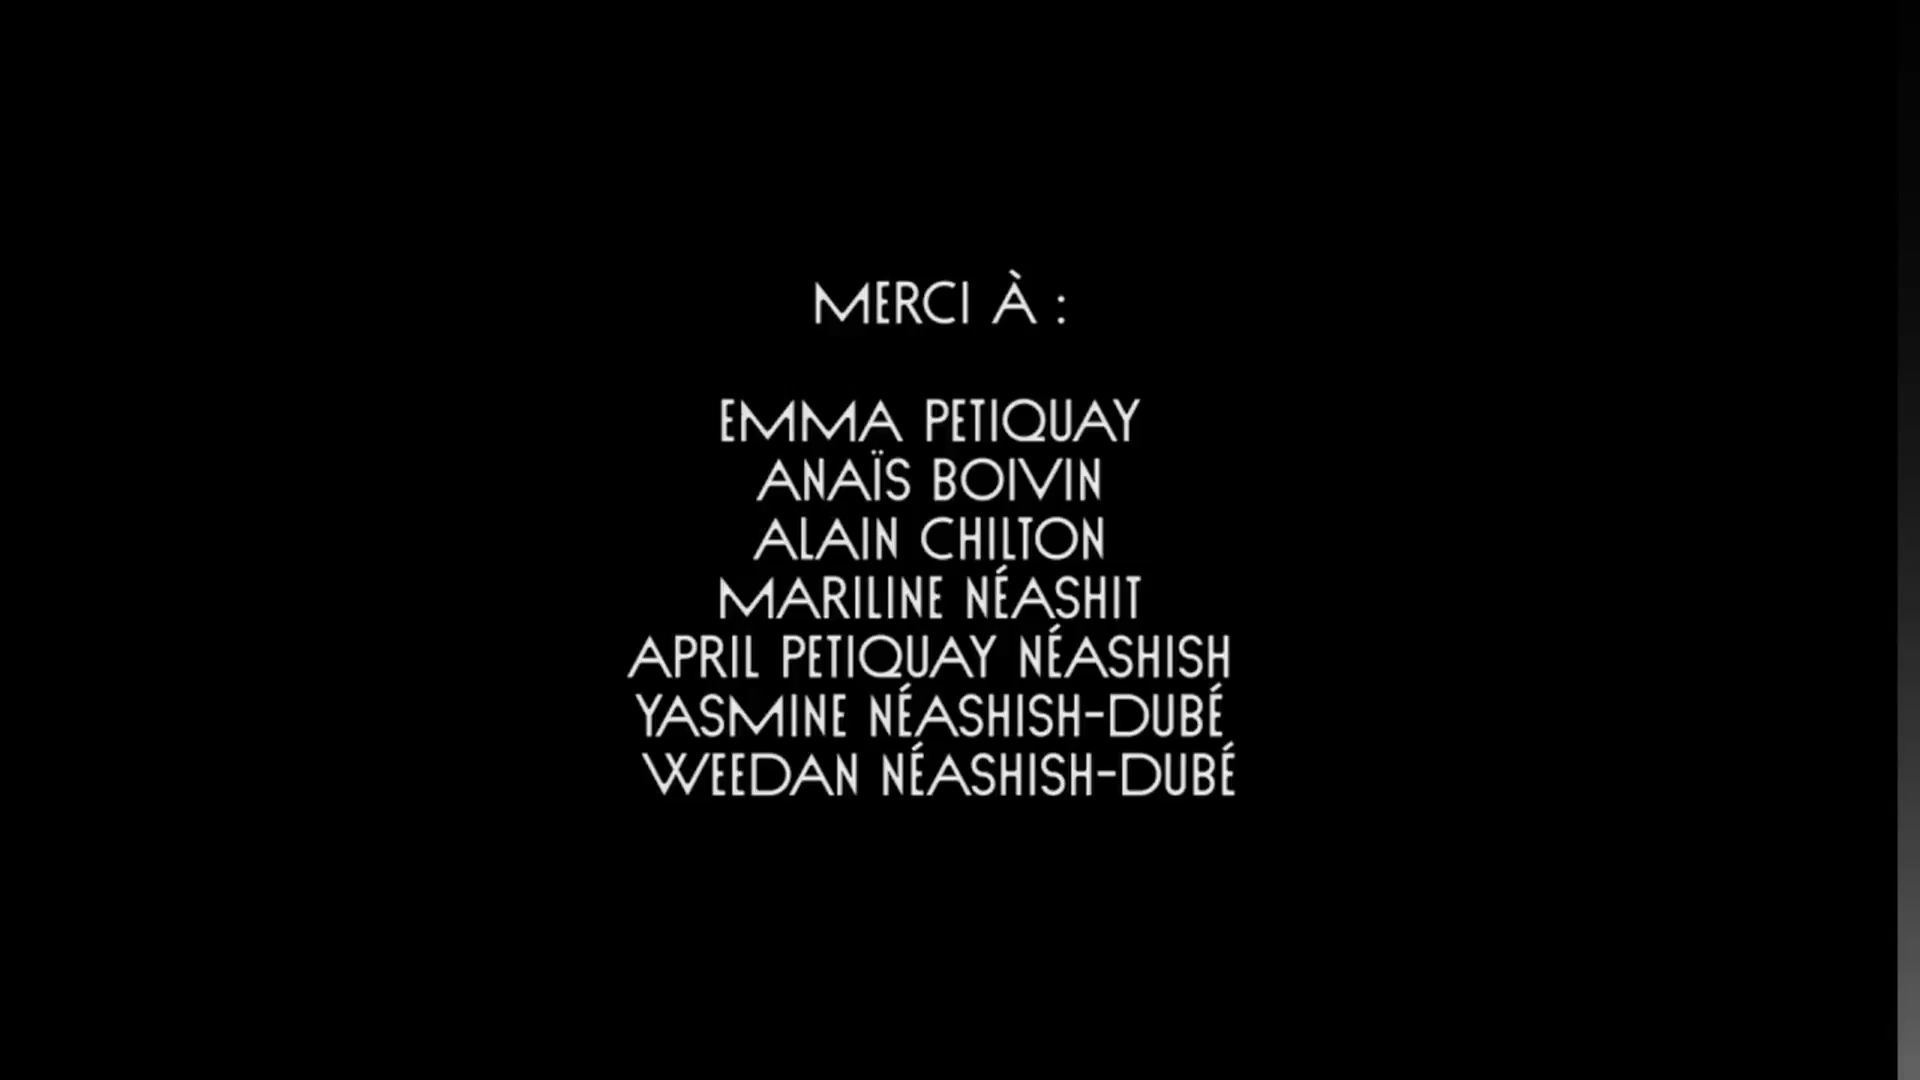 MERCI À :
EMMA PETIQUAY
ANAÏS BOIVIN
ALAIN CHILTON
MARILINE NÉASHIT
APRIL PETIQUAY NÉASHISH
YASMINE NÉASHISH-DUBÉ
WEEDAN NÉASHISH-DUBÉ